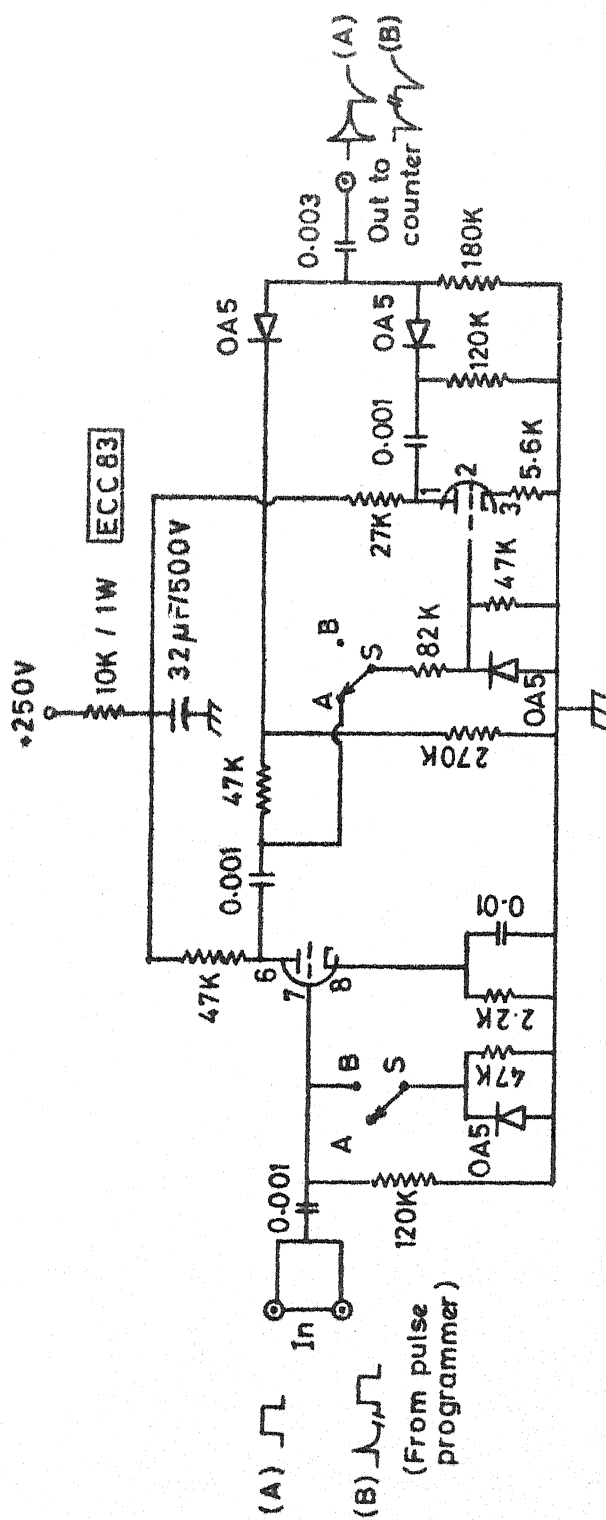 +250V
10K / 1W
ECC83
32µF/500V
47K
0.001
47K
OA5
0.003
(A)
(B)
Out to
counter
A
.B
S
82K
27K
1
2
3
0.001
OA5
180K
120K
5.6K
47K
OA5
270K
6
7
8
0.01
2.2K
47K
OA5
B
A
S
0.001
120K
In
(A)
(B)
(From pulse
programmer)